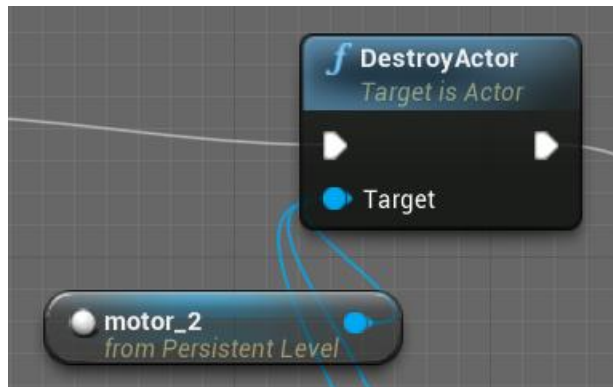 f DestroyActor
Target is Actor
Target
motor_2
from Persistent Level